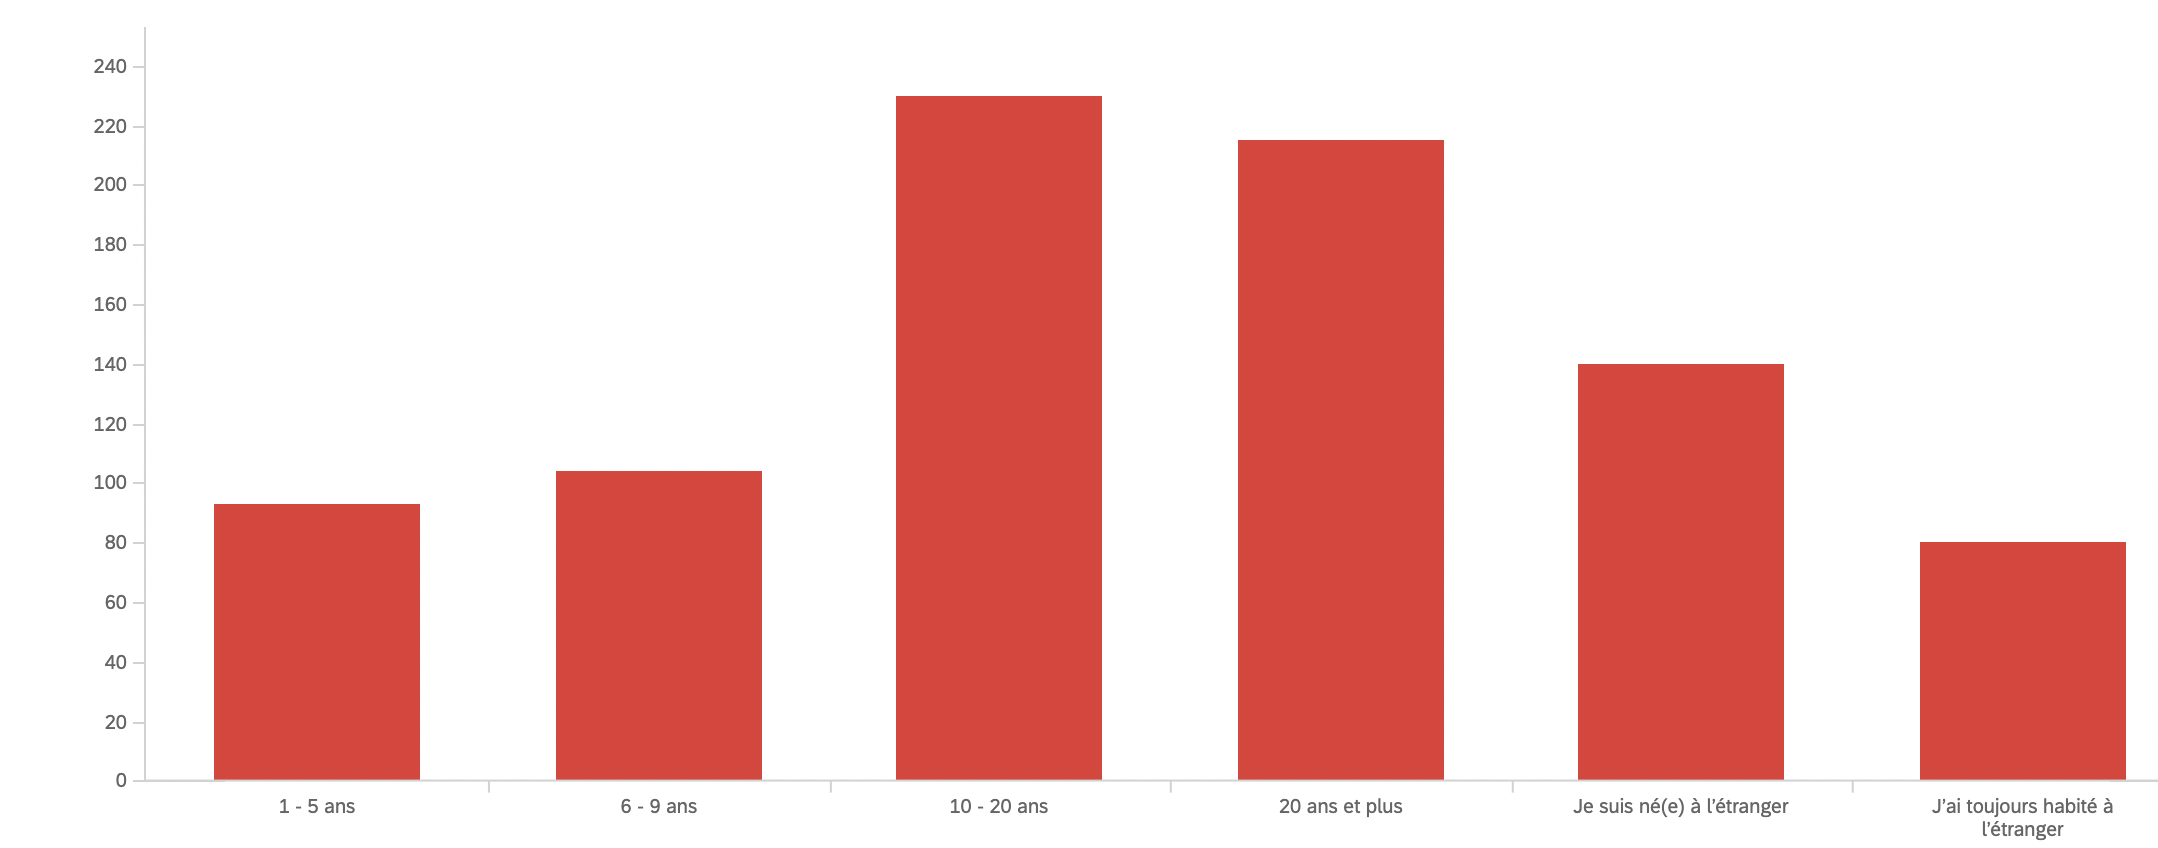 240
220
200
180
160
140
120
100
80
60
40
20
0
1 - 5 ans
6 - 9 ans
10 - 20 ans
20 ans et plus
Je suis né(e) à l’étranger
J’ai toujours habité à
l’étranger